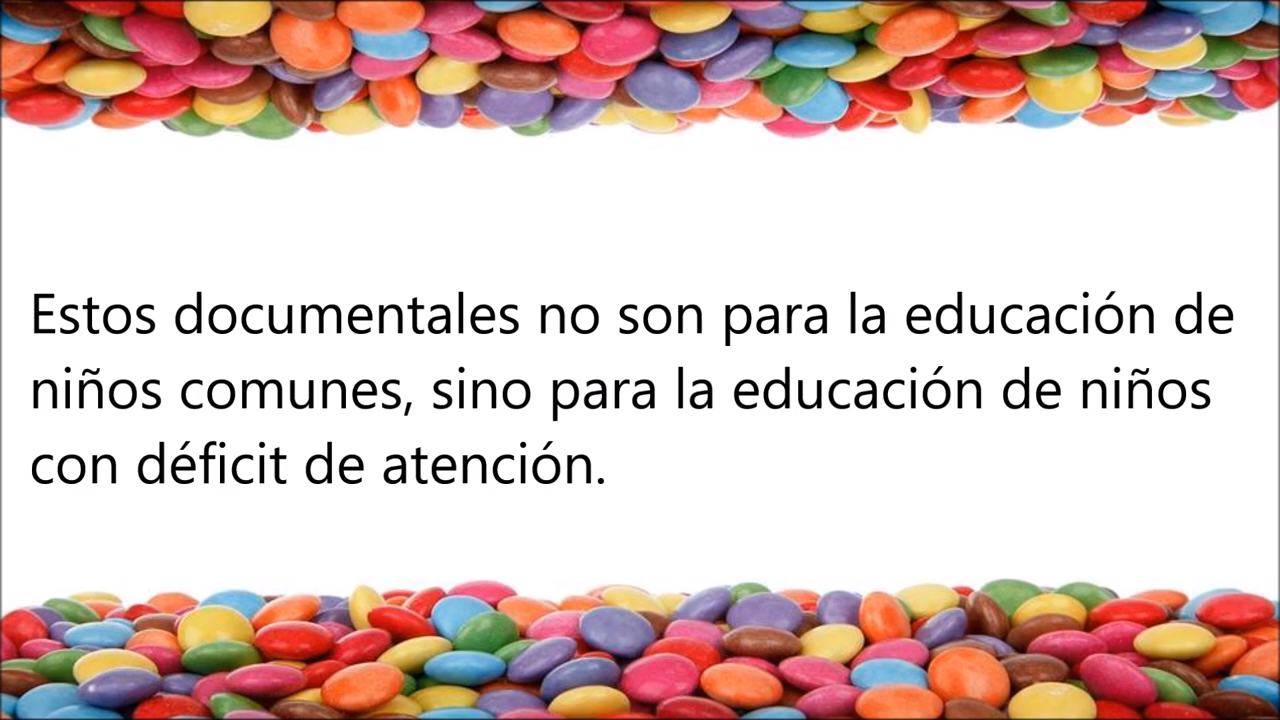 Estos documentales no son para la educación de
niños comunes, sino para la educación de niños
con déficit de atención.